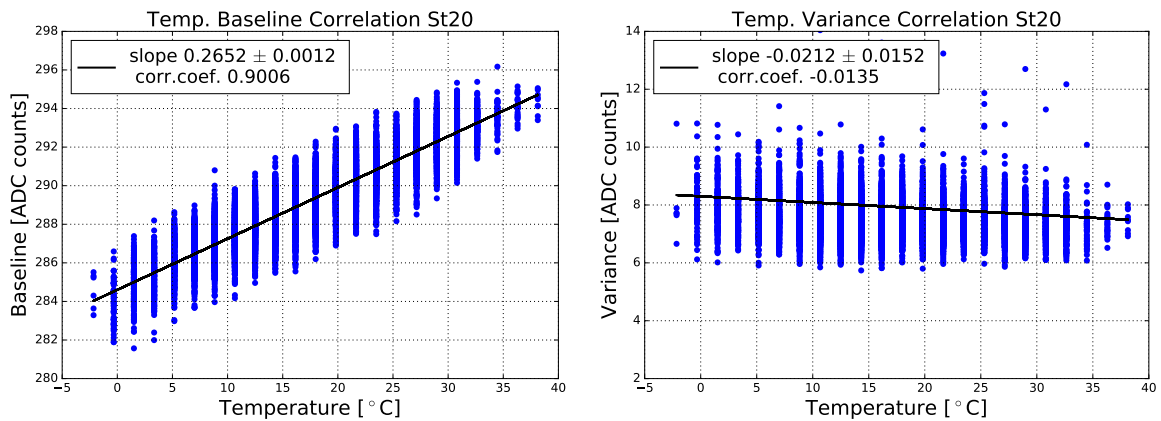 Temp. Baseline Correlation St20
slope 0.2652 ± 0.0012
corr.coef. 0.9006
298
296
294
292
290
288
286
284
282
280
Baseline [ADC counts]
−5 0 5 10 15 20 25 30 35 40
Temperature [°C]
Temp. Variance Correlation St20
slope -0.0212 ± 0.0152
corr.coef. -0.0135
14
12
10
8
6
4
2
Variance [ADC counts]
−5 0 5 10 15 20 25 30 35 40
Temperature [°C]